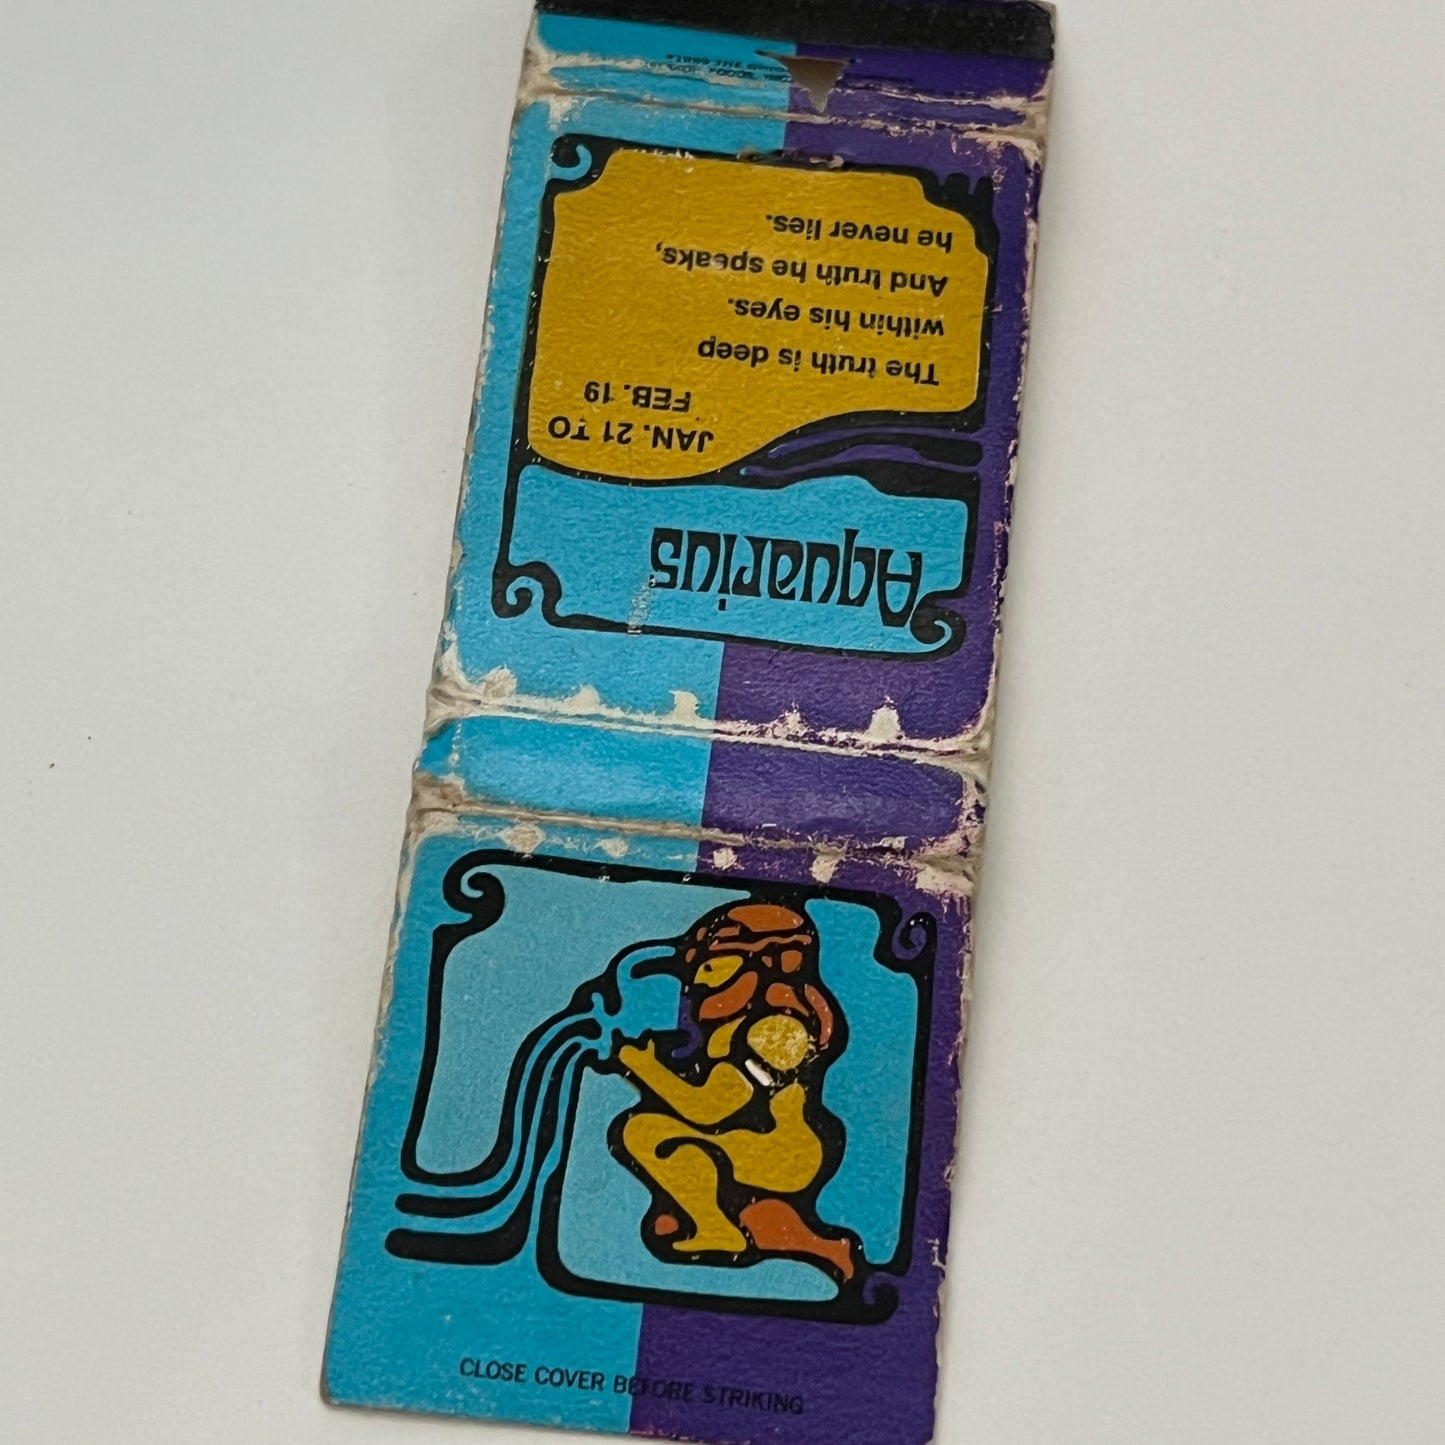 Aquarius
JAN. 21 TO
FEB. 19
The truth is deep
within his eyes.
And truth he speaks,
he never lies.
CLOSE COVER BEFORE STRIKING